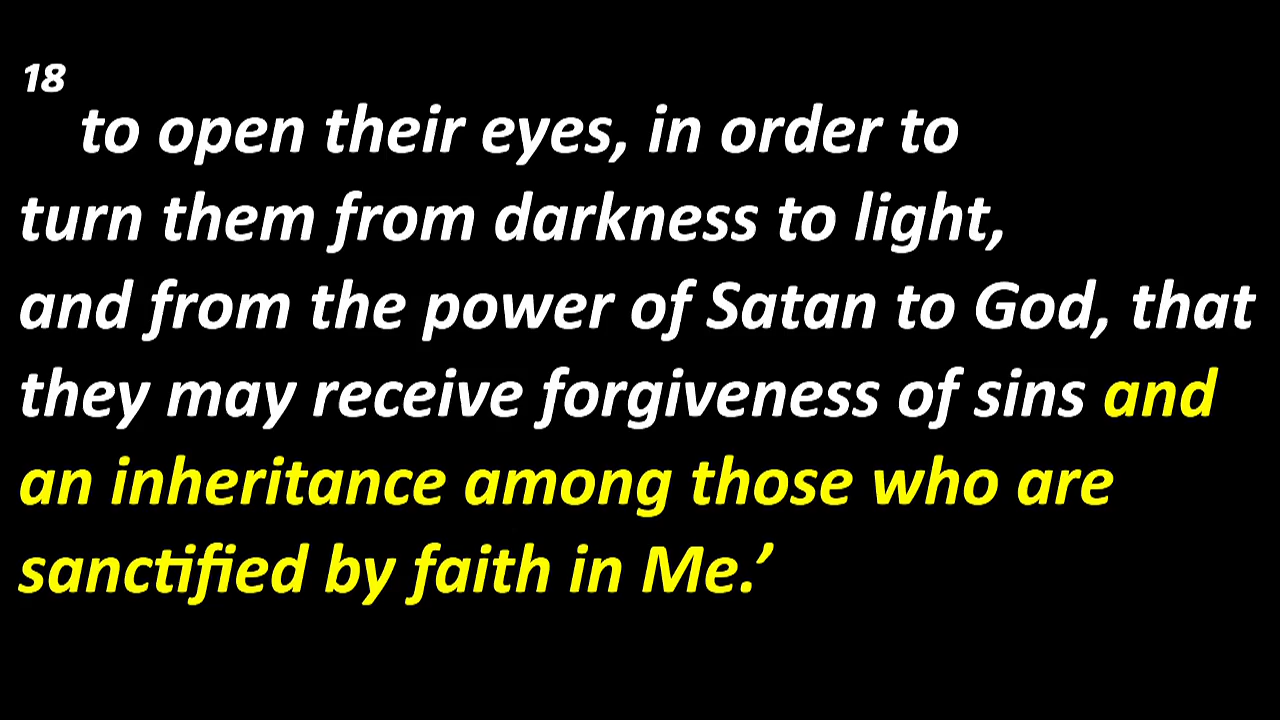 18
to open their eyes, in order to
turn them from darkness to light,
and from the power of Satan to God, that
they may receive forgiveness of sins and
an inheritance among those who are
sanctified by faith in Me.’